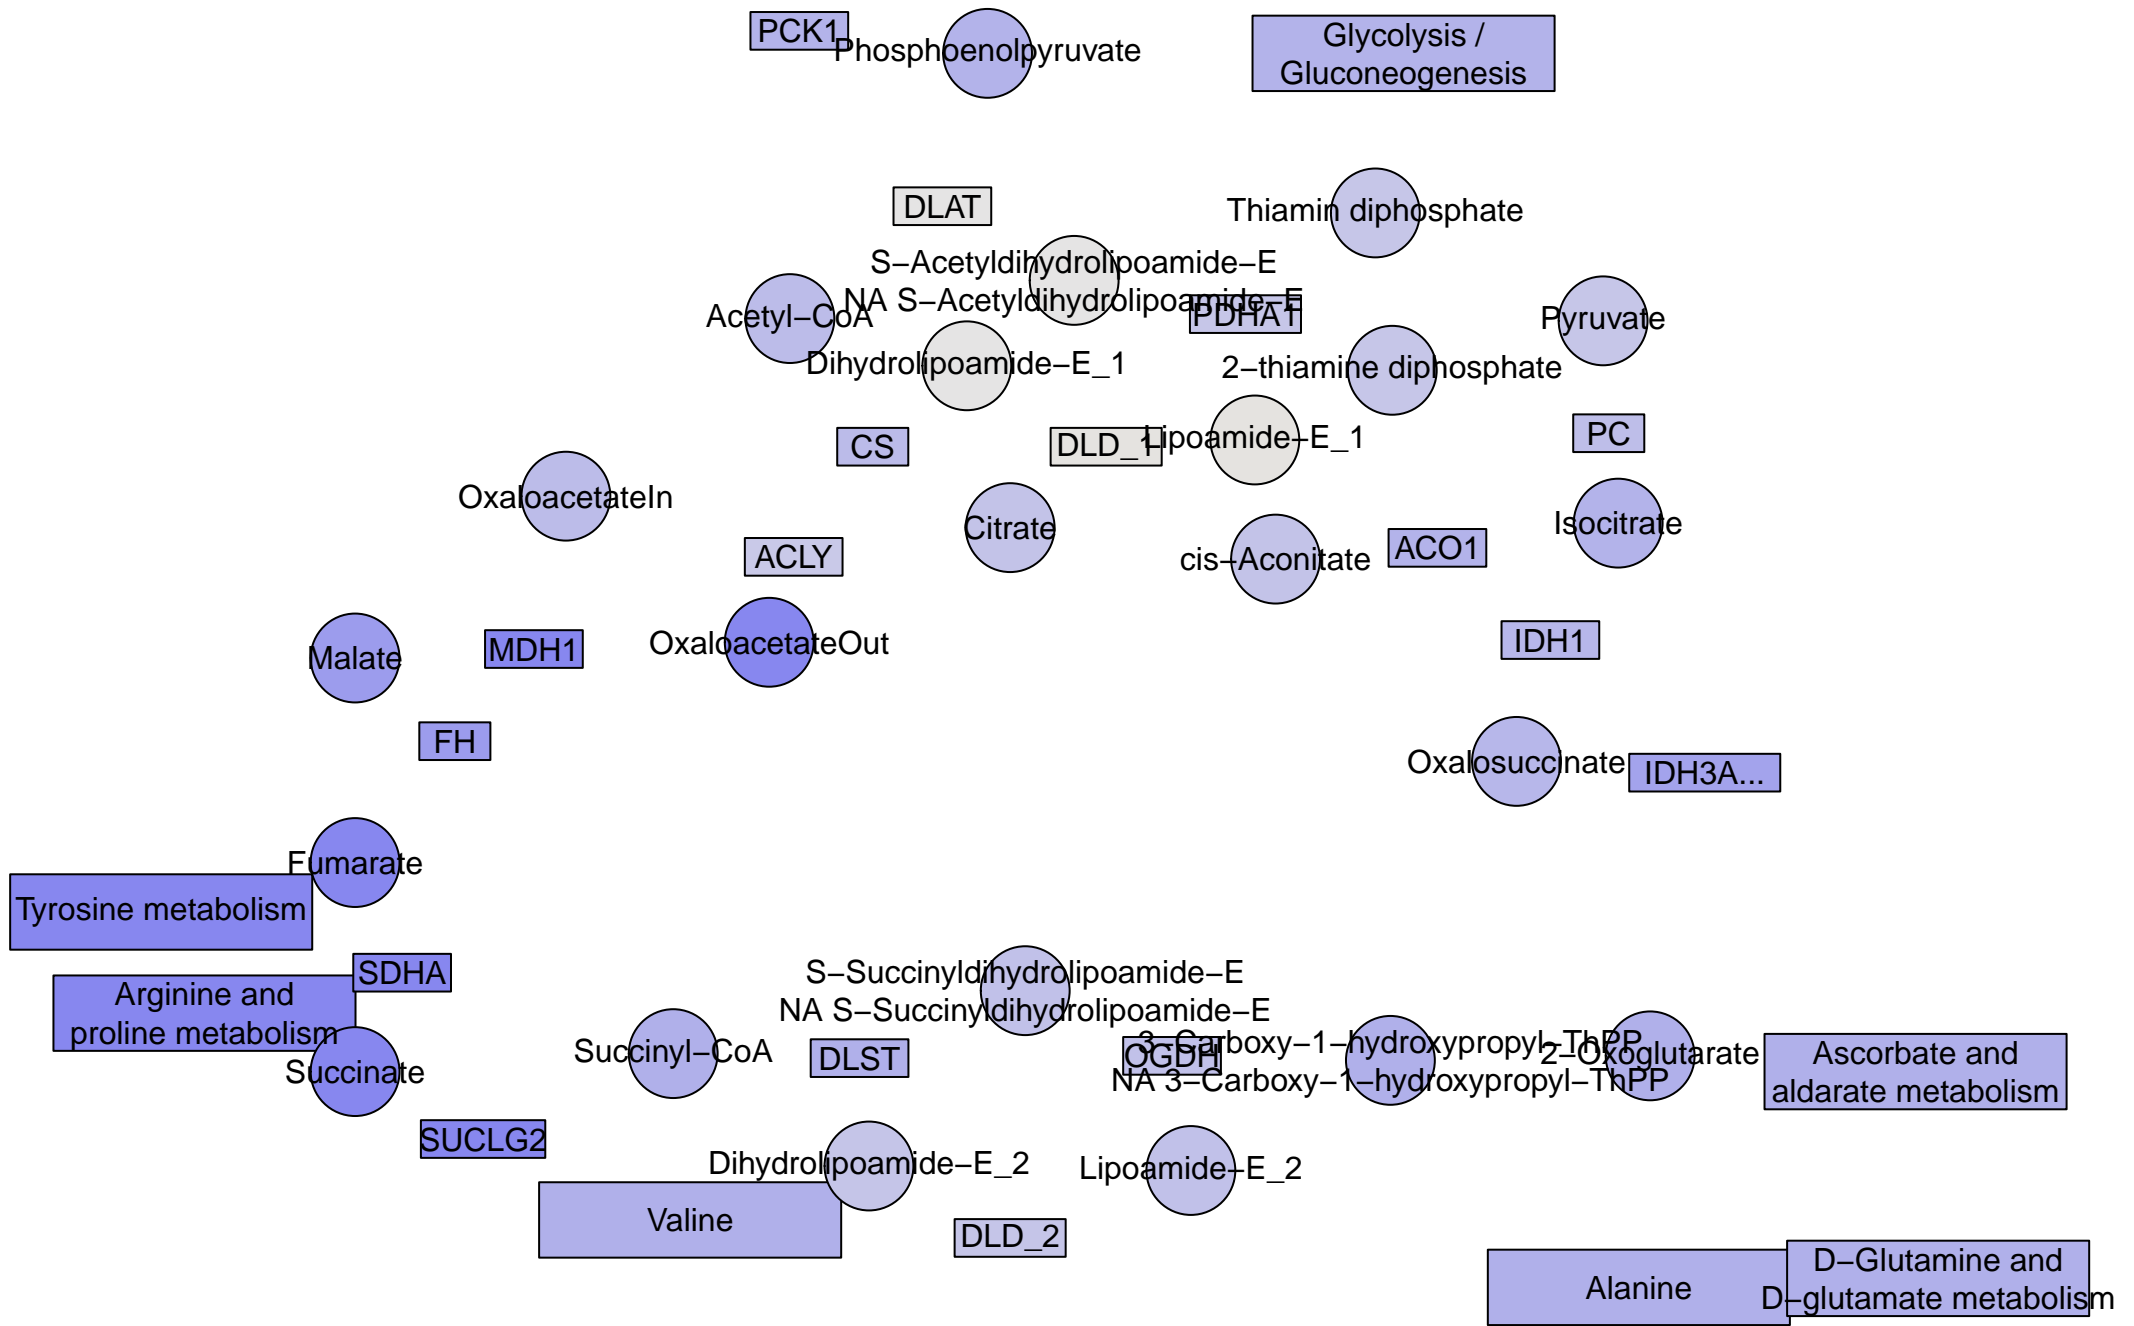 PCK1
Phosphoenolpyruvate
Glycolysis /
Gluconeogenesis
DLAT
Thiamin diphosphate
S−Acetyldihydrolipoamide−E
NA S−Acetyldihydrolipoamide−E
Acetyl−CoA
PDHA1
Pyruvate
Dihydrolipoamide−E_1
2−thiamine diphosphate
CS
DLD_1
Lipoamide−E_1
PC
OxaloacetateIn
Citrate
Isocitrate
ACLY
cis−Aconitate
ACO1
Malate
MDH1
OxaloacetateOut
IDH1
FH
Oxalosuccinate
IDH3A...
Fumarate
Tyrosine metabolism
SDHA
Arginine and
proline metabolism
Succinate
S−Succinyldihydrolipoamide−E
NA S−Succinyldihydrolipoamide−E
Succinyl−CoA
DLST
OGDH
3−Carboxy−1−hydroxypropyl−ThPP
NA 3−Carboxy−1−hydroxypropyl−ThPP
2−Oxoglutarate
Ascorbate and
aldarate metabolism
SUCLG2
Dihydrolipoamide−E_2
Lipoamide−E_2
Valine
DLD_2
Alanine
D−Glutamine and
D−glutamate metabolism